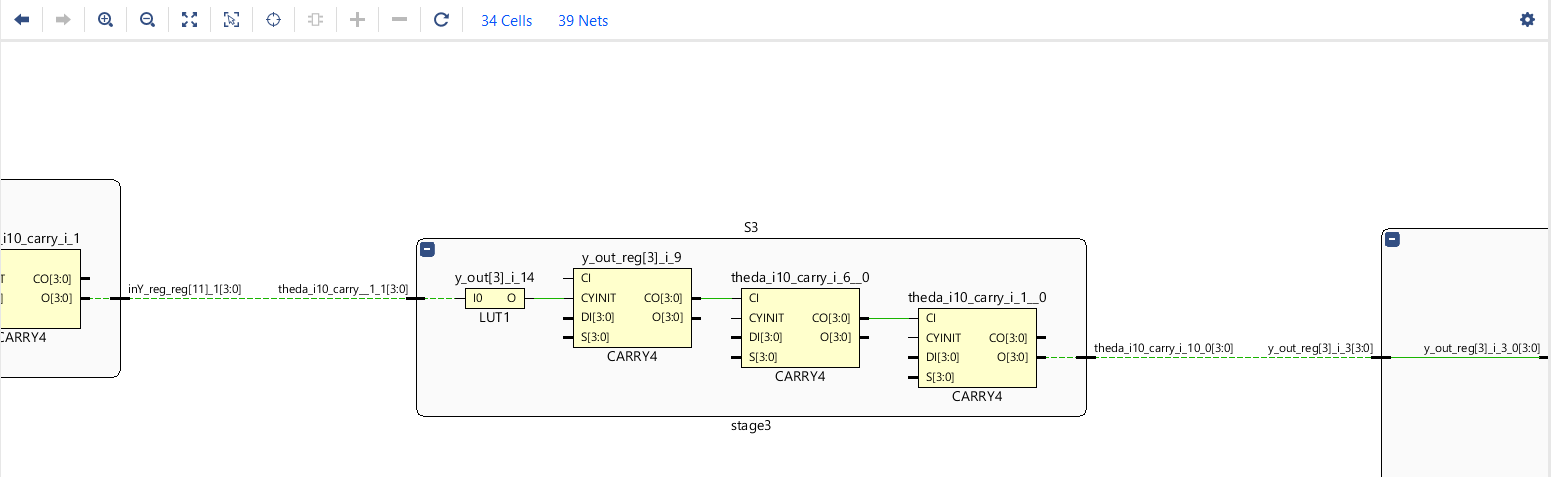 34 Cells 39 Nets
S3
_i10_carry_i_1
y_out_reg[3]_i_9
y_out[3]_i_14
theda_i10_carry_i_6__0
theda_i10_carry_i_1__0
CO[3:0]
O[3:0]
CARRY4
inY_reg_reg[11]_1[3:0]
theda_i10_carry__1_1[3:0]
I0 O
LUT1
CI
CYINIT CO[3:0]
DI[3:0] O[3:0]
S[3:0]
CARRY4
CI
CYINIT CO[3:0]
DI[3:0] O[3:0]
S[3:0]
CARRY4
CI
CYINIT CO[3:0]
DI[3:0] O[3:0]
S[3:0]
CARRY4
theda_i10_carry_i_10_0[3:0]
y_out_reg[3]_i_3[3:0]
y_out_reg[3]_i_3_0[3:0]
stage3